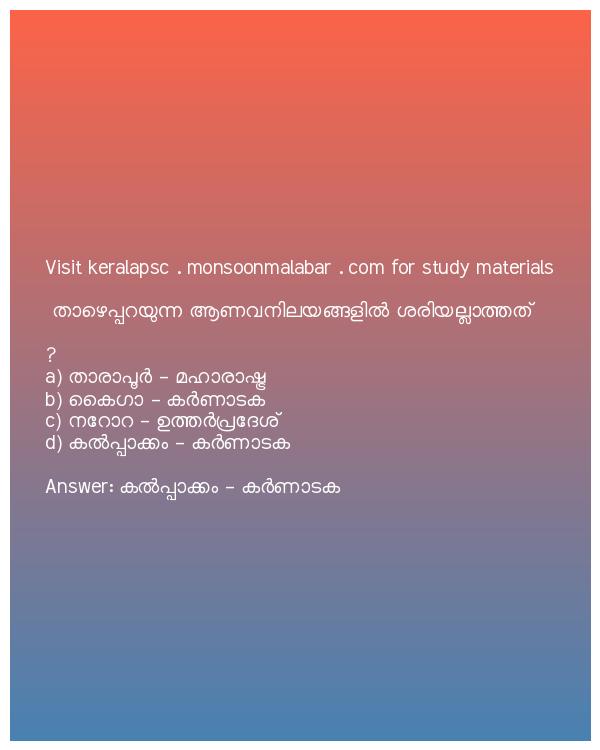 Visit keralapsc . monsoonmalabar . com for study materials
താഴെപ്പറയുന്ന ആണവനിലയങ്ങളിൽ ശരിയല്ലാത്തത്
?
a) താരാപൂർ - മഹാരാഷ്ട്ര
b) കൈഗാ - കർണാടക
c) നറോറ - ഉത്തർപ്രദേശ്
d) കൽപ്പാക്കം - കർണാടക
Answer: കൽപ്പാക്കം - കർണാടക